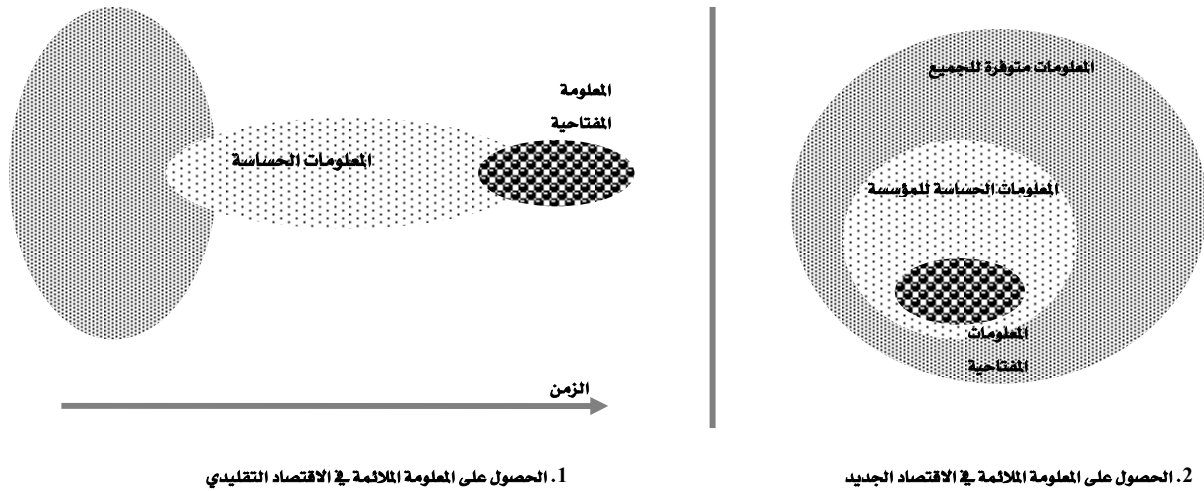 المعلومة
المفتاحية
المعلومات الحساسة
الزمن
1. الحصول على المعلومة الملائمة في الاقتصاد التقليدي
المعلومات متوفرة للجميع
المعلومات الحساسة للمؤسسة
المعلومات
المفتاحية
2. الحصول على المعلومة الملائمة في الاقتصاد الجديد